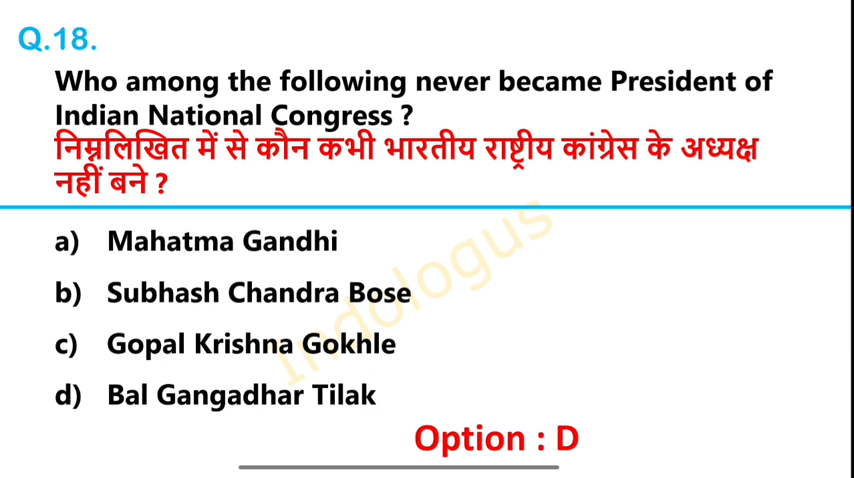 Q.18.
Who among the following never became President of
Indian National Congress ?
निम्नलिखित में से कौन कभी भारतीय राष्ट्रीय कांग्रेस के अध्यक्ष
नहीं बने ?
a) Mahatma Gandhi
b) Subhash Chandra Bose
c) Gopal Krishna Gokhle
d) Bal Gangadhar Tilak
Option : D
Indologus